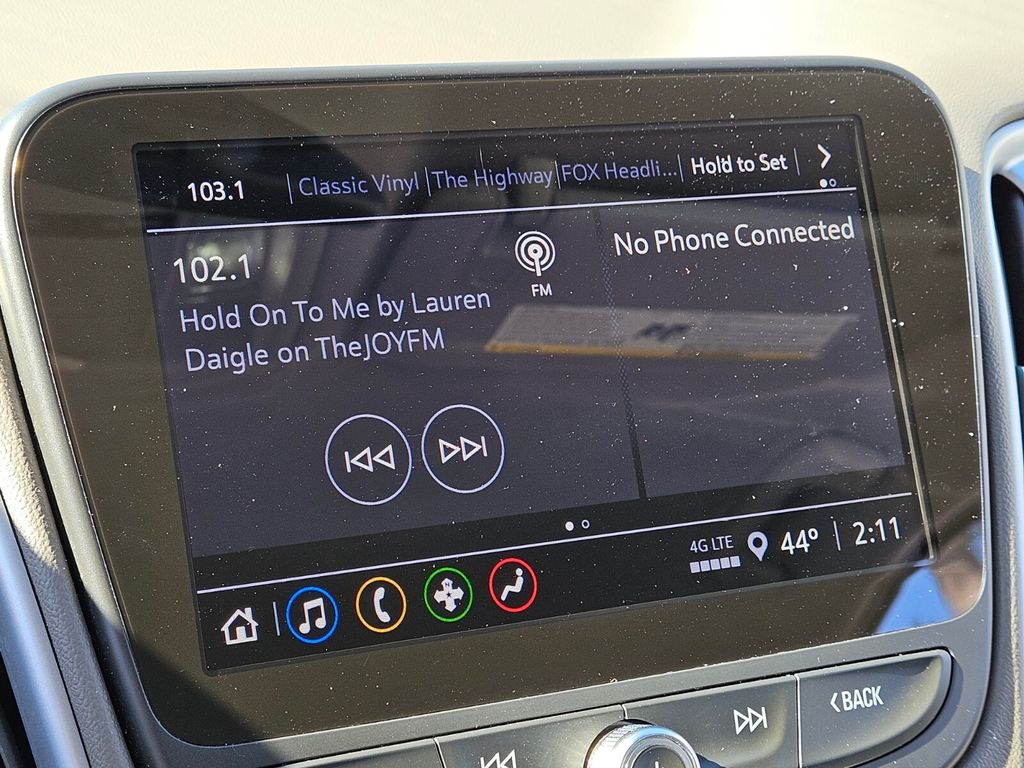 103.1 Classic Vinyl The Highway FOX Headli... Hold to Set
102.1
FM
No Phone Connected
Hold On To Me by Lauren
Daigle on TheJOYFM
4G LTE 44° 2:11
BACK